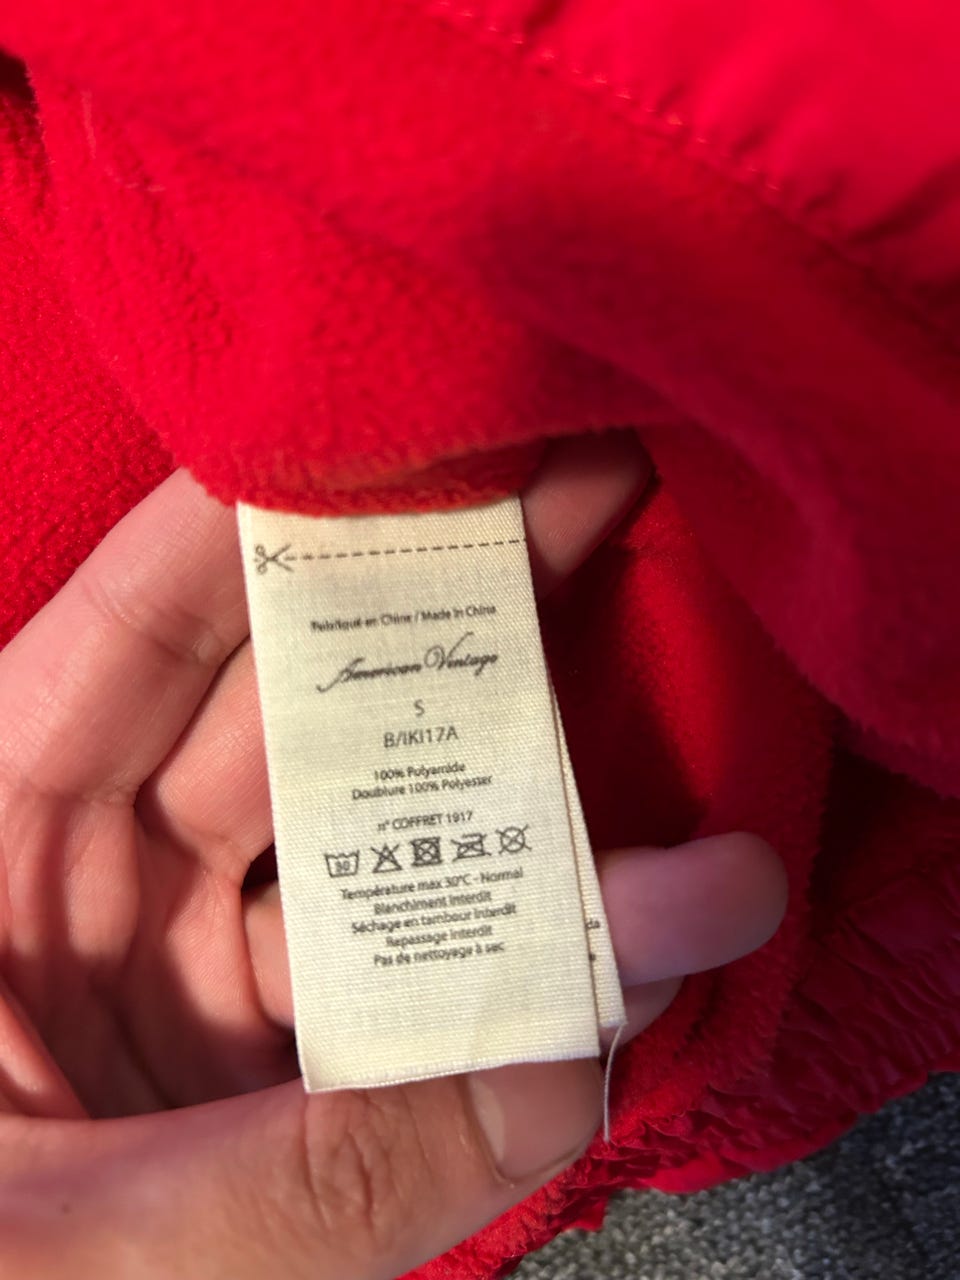 Fabriqué en Chine / Made in China
American Vintage
S
B/IKI17A
100% Polyamide
Doublure 100% Polyester
n° COFFRET 1917
30
Température max 30°C - Normal
Blanchiment interdit
Séchage en tambour interdit
Repassage interdit
Pas de nettoyage à sec